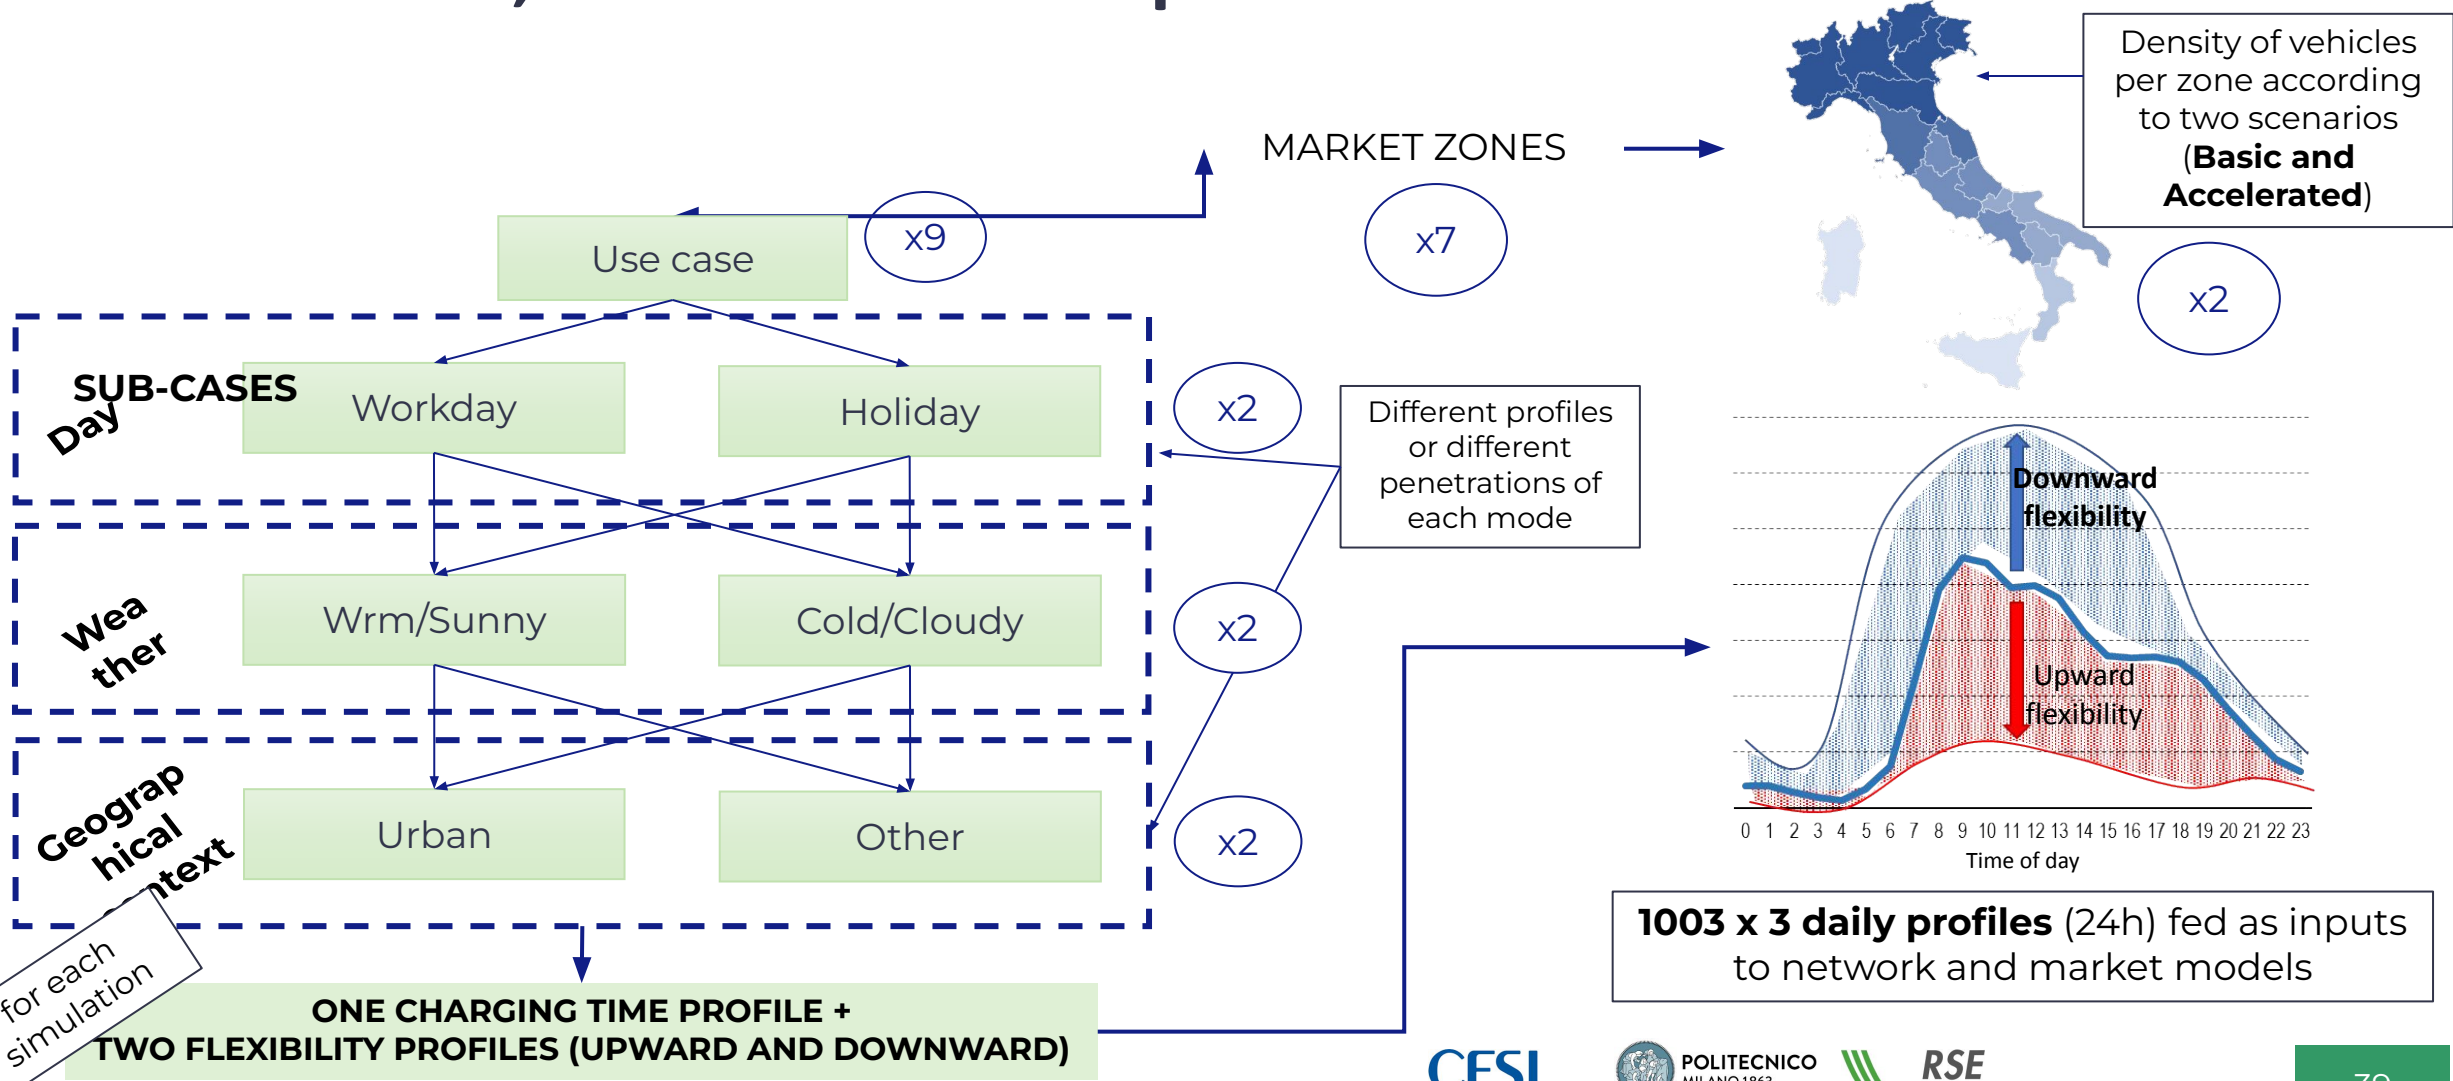 Density of vehicles
per zone according
to two scenarios
(Basic and
Accelerated)
MARKET ZONES
x9
x7
x2
Use case
SUB-CASES
Day
Workday
Holiday
x2
Different profiles
or different
penetrations of
each mode
Downward
flexibility
Wea
ther
Wrm/Sunny
Cold/Cloudy
x2
Upward
flexibility
Geograp
hical
Urban
Other
x2
0 1 2 3 4 5 6 7 8 9 10 11 12 13 14 15 16 17 18 19 20 21 22 23
Time of day
for each
simulation
1003 x 3 daily profiles (24h) fed as inputs
to network and market models
ONE CHARGING TIME PROFILE +
TWO FLEXIBILITY PROFILES (UPWARD AND DOWNWARD)
CESI
POLITECNICO
MILANO 1863
RSE